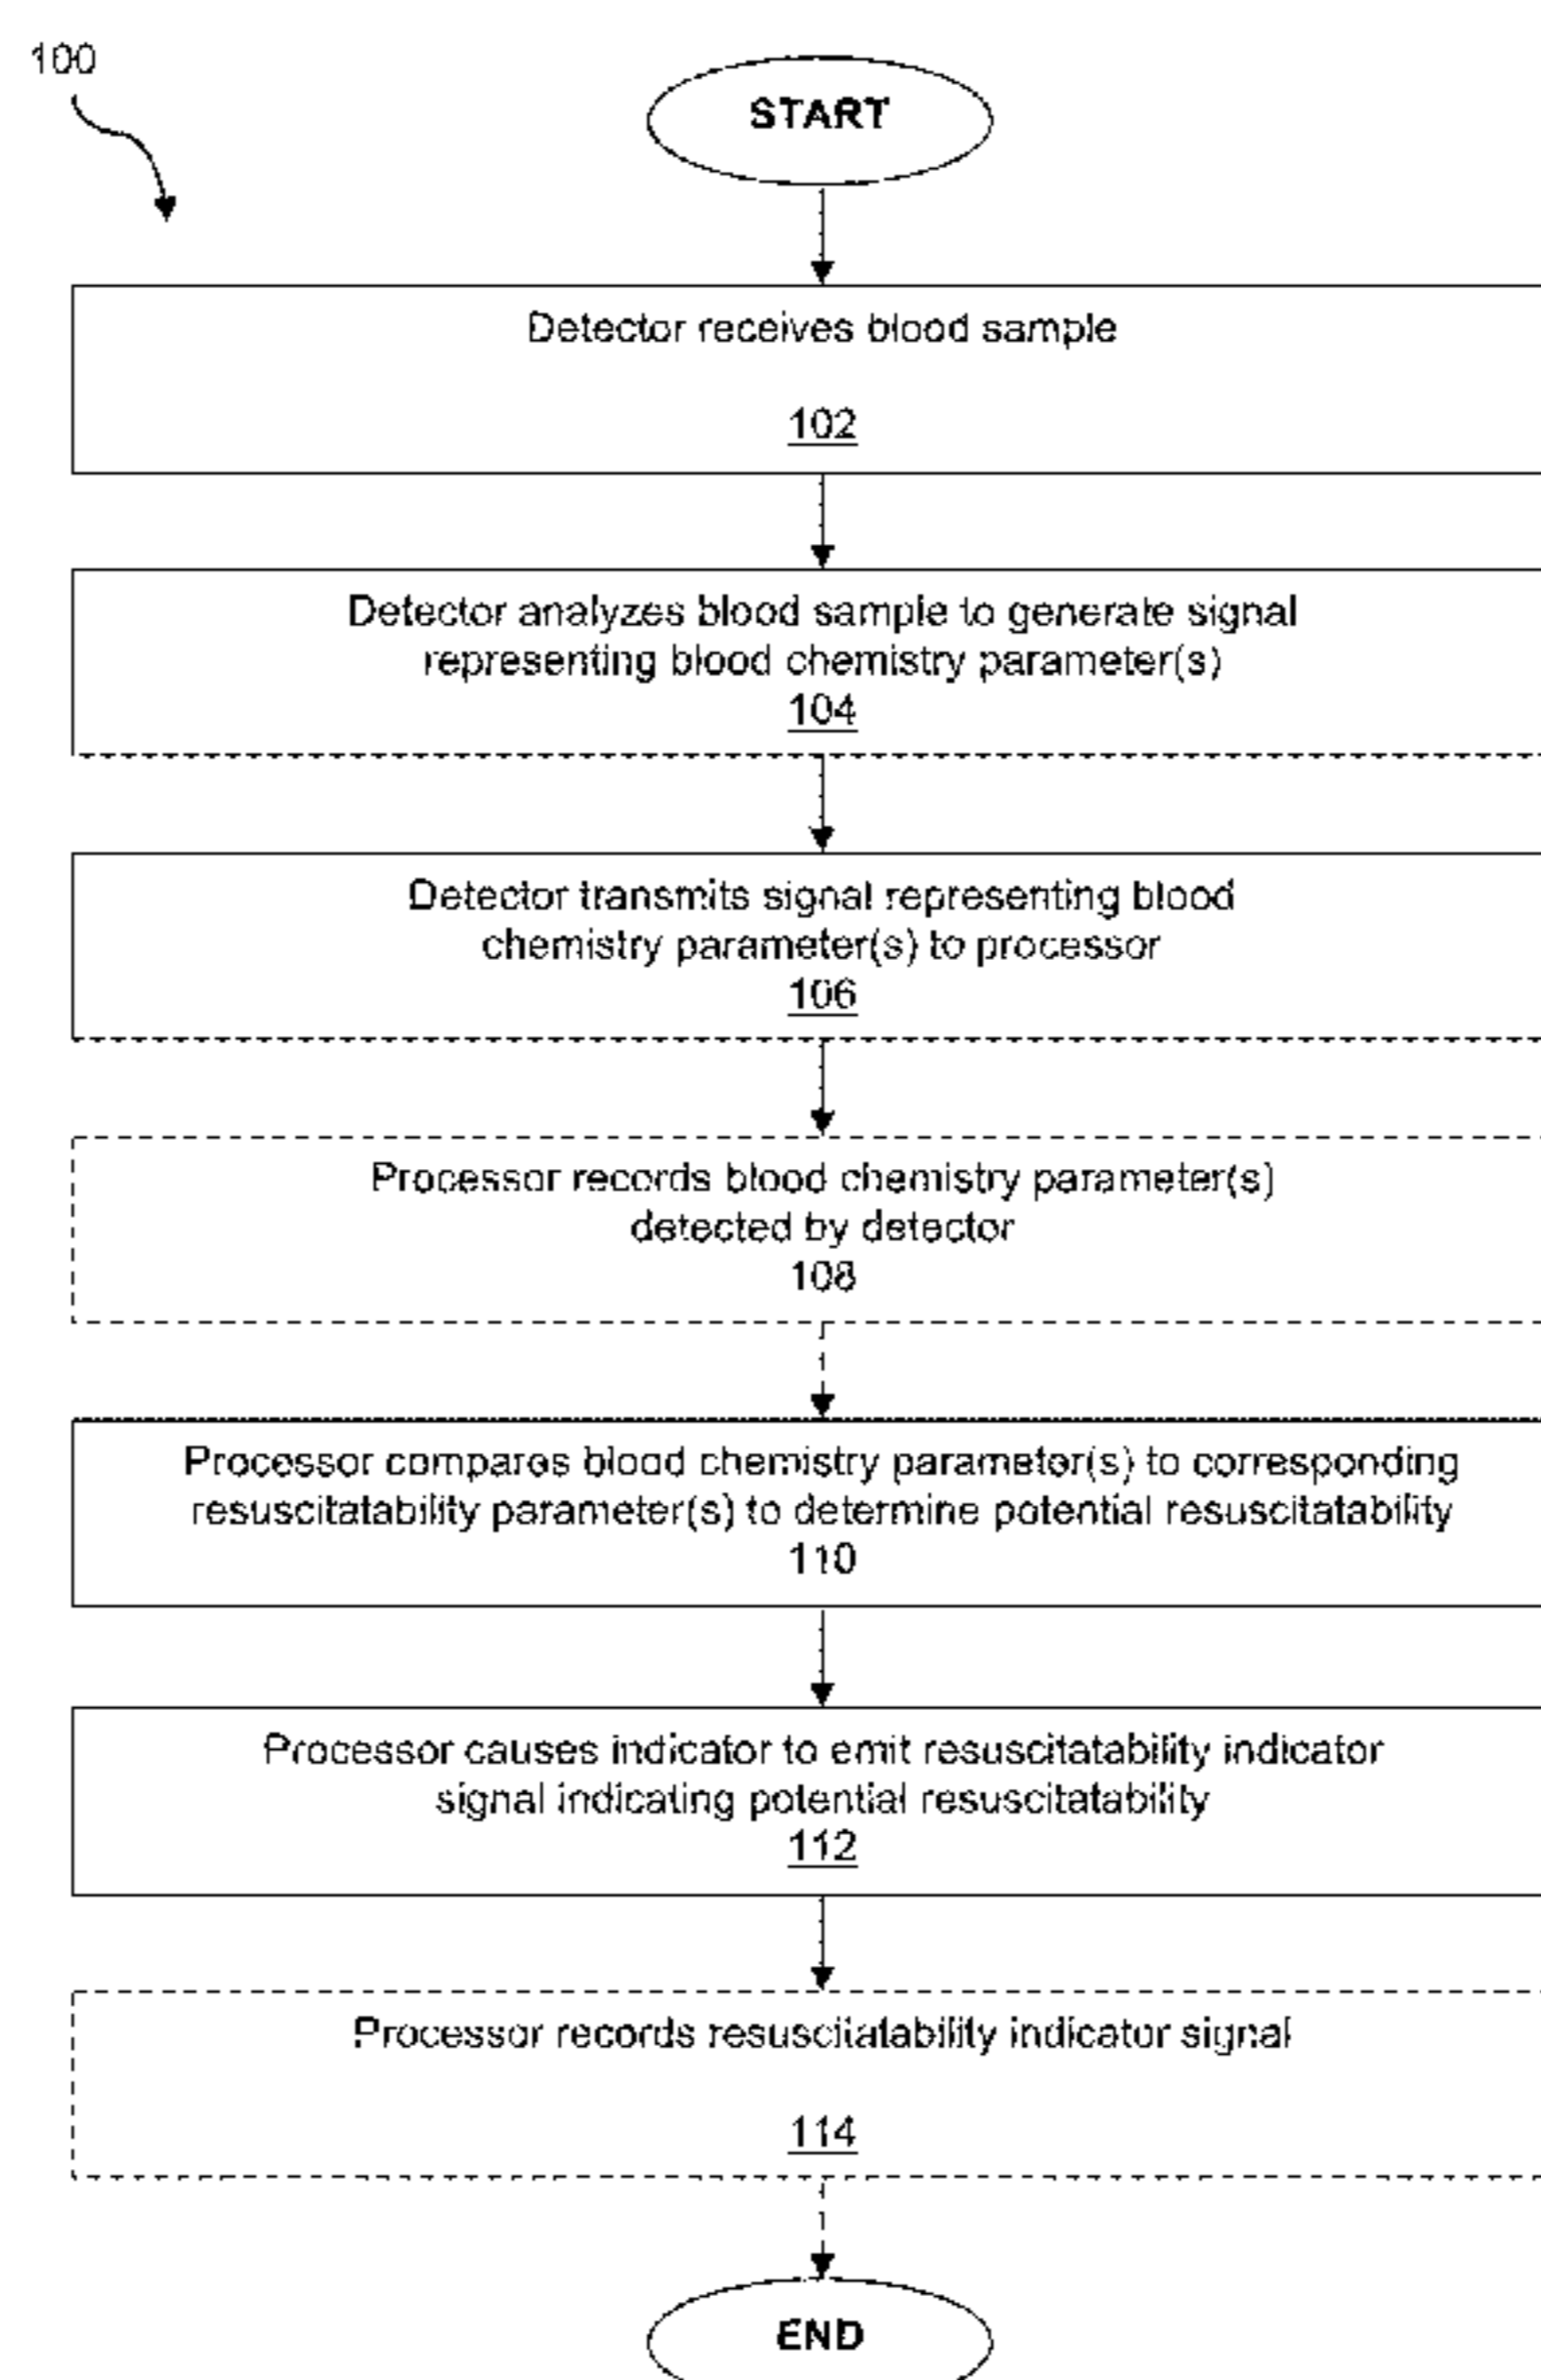 100
START
Detector receives blood sample
102
Detector analyzes blood sample to generate signal
representing blood chemistry parameter(s)
104
Detector transmits signal representing blood
chemistry parameter(s) to processor
106
Processor records blood chemistry parameter(s)
detected by detector
108
Processor compares blood chemistry parameter(s) to corresponding
resuscitatability parameter(s) to determine potential resuscitatability
110
Processor causes indicator to emit resuscitatability indicator
signal indicating potential resuscitatability
112
Processor records resuscitatability indicator signal
114
END